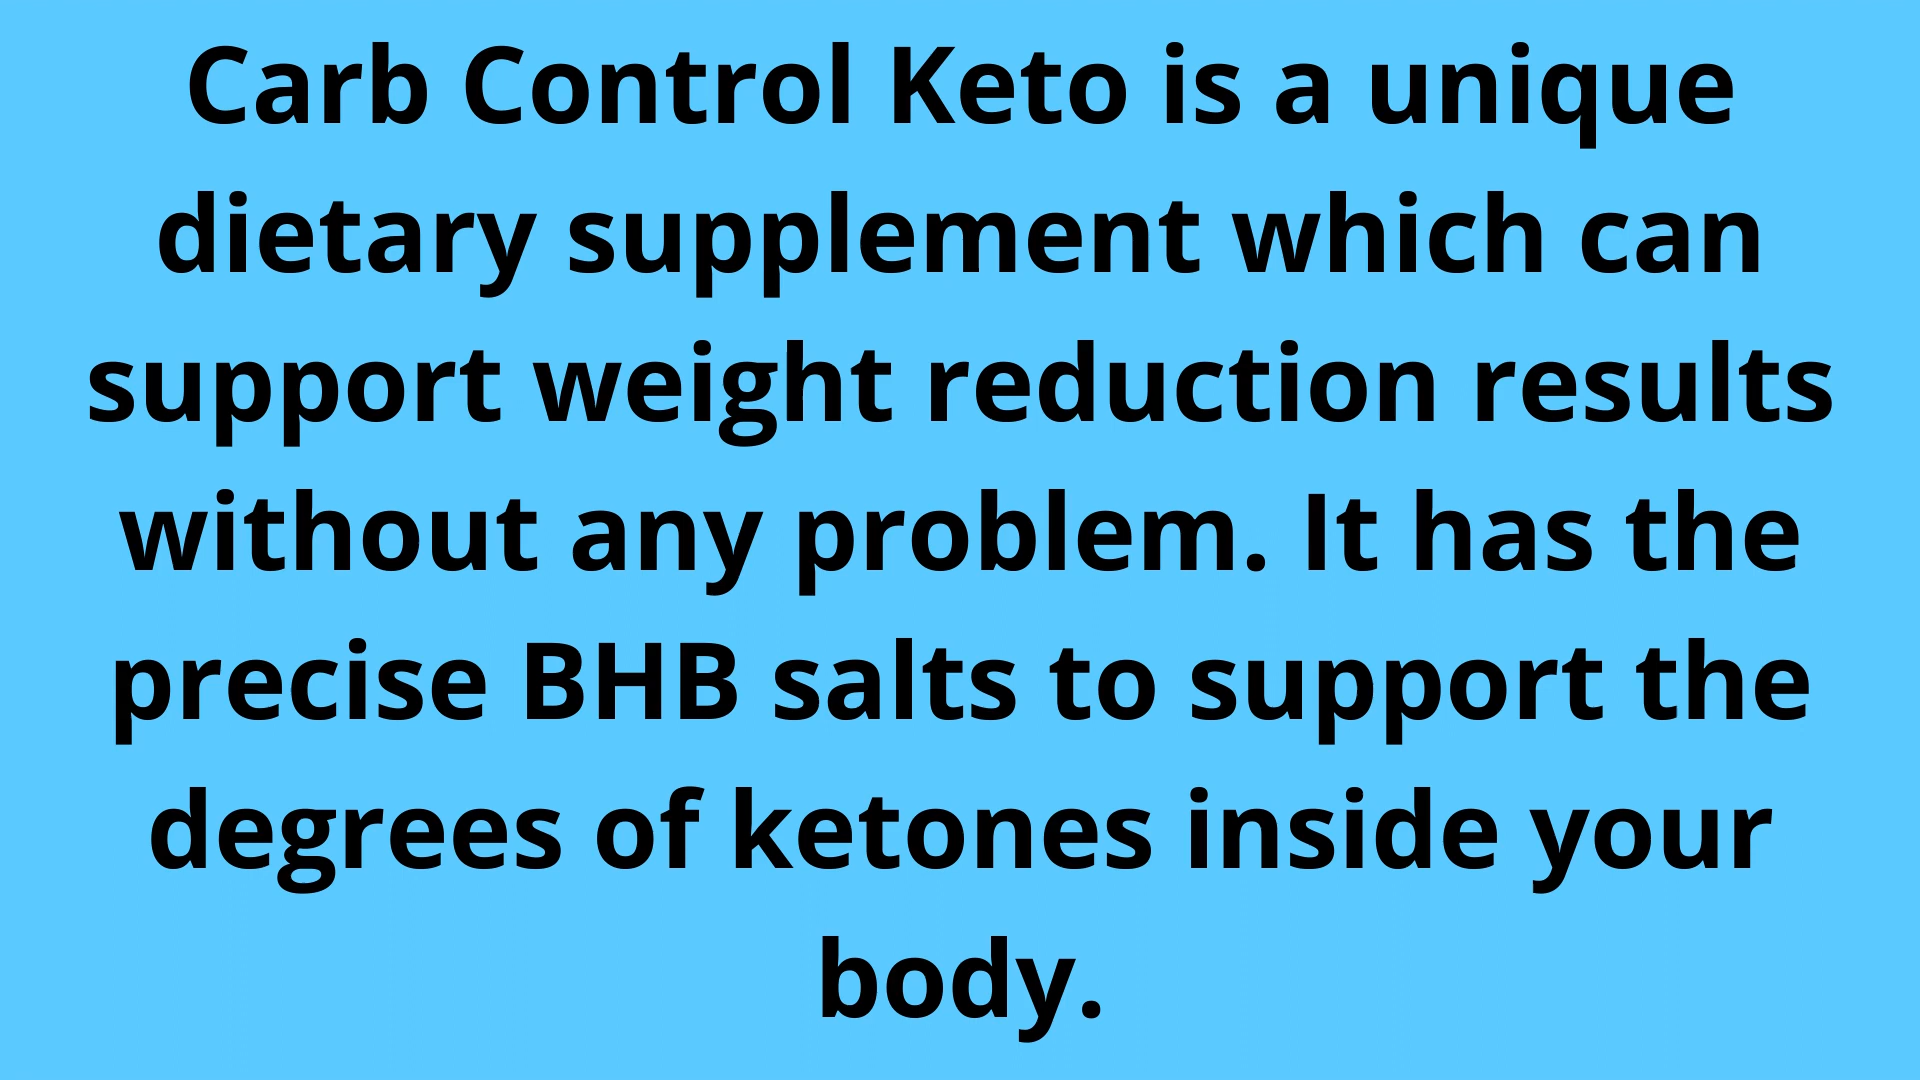 Carb Control Keto is a unique
dietary supplement which can
support weight reduction results
without any problem. It has the
precise BHB salts to support the
degrees of ketones inside your
body.